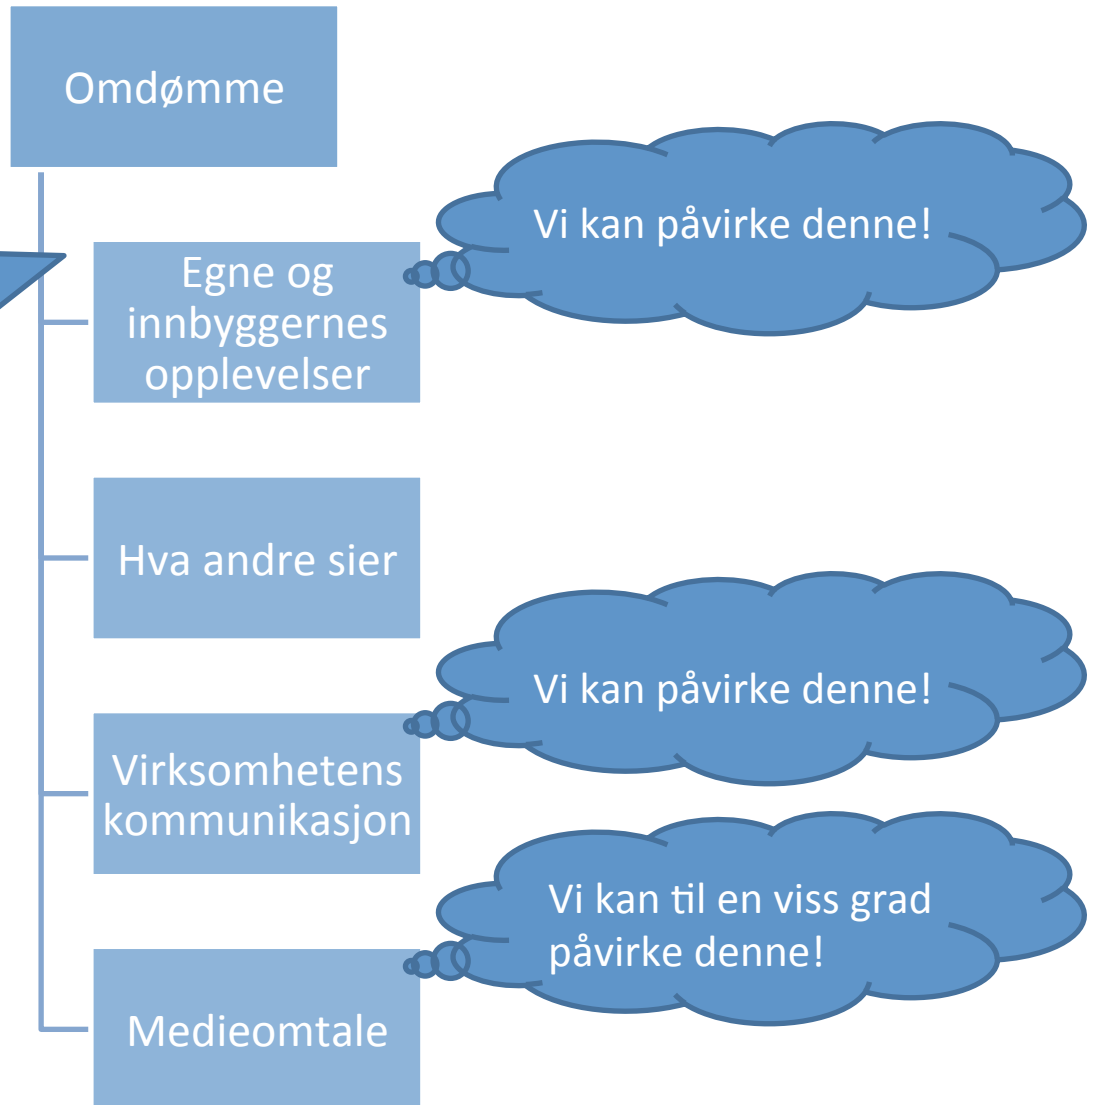 Omdømme
Vi kan påvirke denne!
Egne og
innbyggernes
opplevelser
Hva andre sier
Vi kan påvirke denne!
Virksomhetens
kommunikasjon
Vi kan til en viss grad
påvirke denne!
Medieomtale